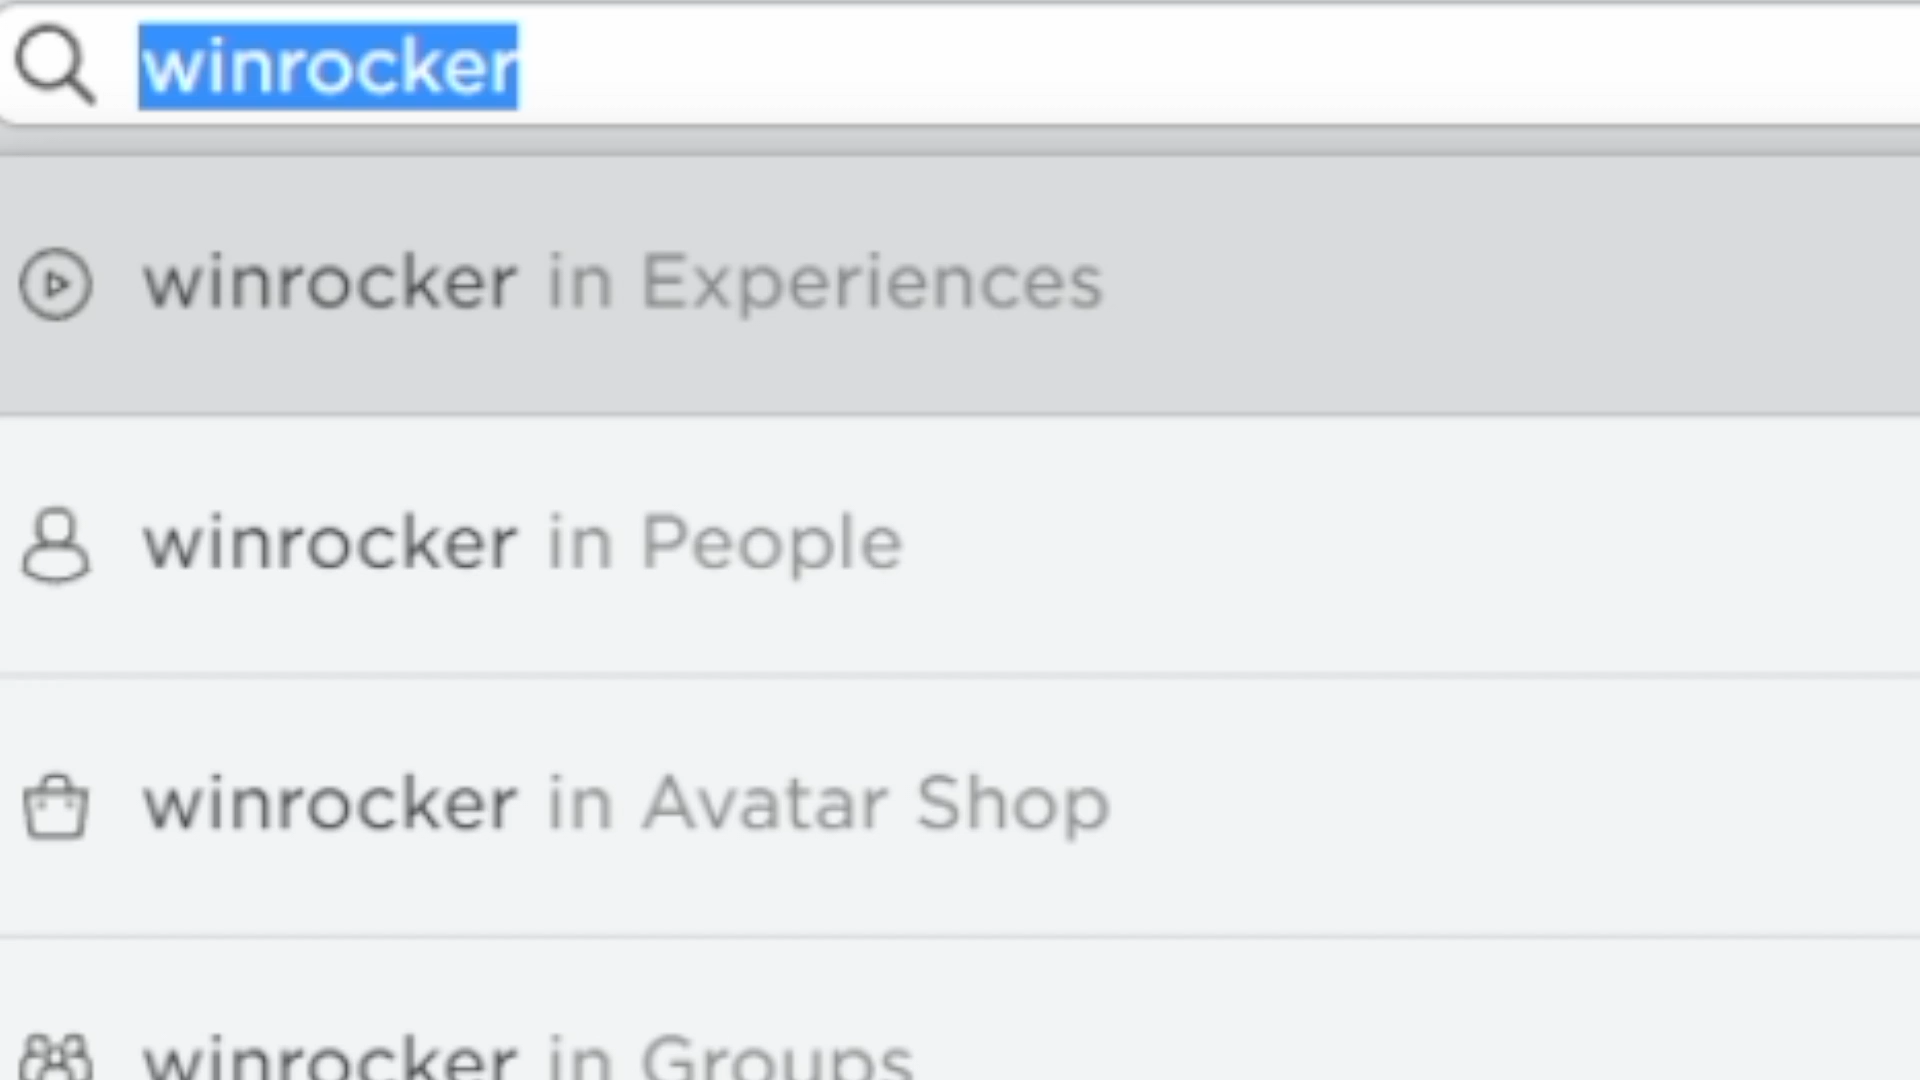 winrocker
winrocker in Experiences
winrocker in People
winrocker in Avatar Shop
winrocker in Groups